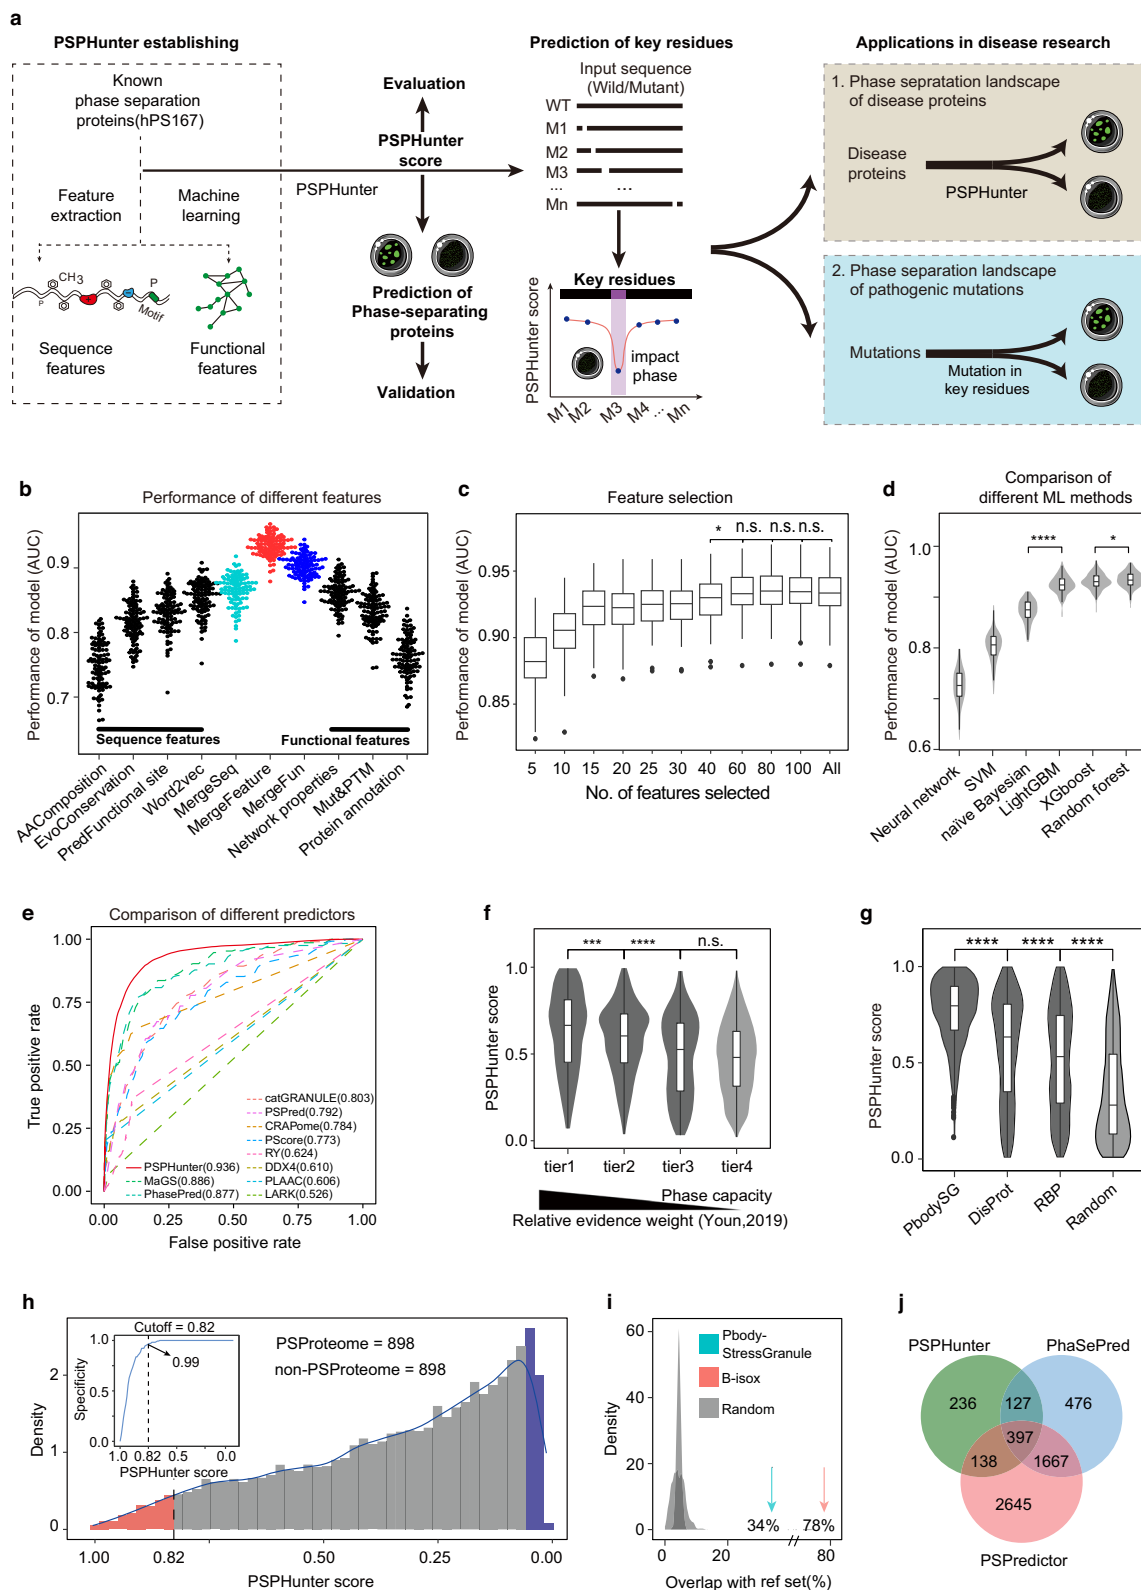 a
PSPHunter establishing
Known
phase separation
proteins(hPS167)
Feature
extraction
Machine
learning
CH3
P
P
Motif
Sequence
features
Functional
features
Evaluation
PSPHunter
score
PSPHunter
Prediction of
Phase-separating
proteins
Validation
Prediction of key residues
Input sequence
(Wild/Mutant)
WT
M1
M2
M3
...
...
Mn
Key residues
PSPHunter score
impact
phase
M1
M2
M3
M4
...
Mn
Applications in disease research
1. Phase sepratation landscape
of disease proteins
Disease
proteins
PSPHunter
2. Phase separation landscape
of pathogenic mutations
Mutations
Mutation in
key residues
b
Performance of different features
Performance of model (AUC)
0.9
0.8
0.7
Sequence features
Functional features
AAComposition
EvoConservation
PredFunctional site
Word2vec
MergeSeq
MergeFeature
MergeFun
Network properties
Mut&PTM
Protein annotation
c
Feature selection
Performance of model (AUC)
* n.s. n.s. n.s.
0.95
0.90
0.85
5 10 15 20 25 30 40 60 80 100 All
No. of features selected
d
Comparison of
different ML methods
Performance of model (AUC)
**** *
1.0
0.9
0.8
0.6
Neural network
SVM
naïve Bayesian
LightGBM
XGboost
Random forest
e
Comparison of different predictors
True positive rate
1.00
0.75
0.50
0.25
0.00
catGRANULE(0.803)
PSPred(0.792)
CRAPome(0.784)
PScore(0.773)
RY(0.624)
DDX4(0.610)
PLAAC(0.606)
LARK(0.526)
PSPHunter(0.936)
MaGS(0.886)
PhasePred(0.877)
0.00 0.25 0.50 0.75 1.00
False positive rate
f
*** **** n.s.
PSPHunter score
1.0
0.5
0.0
tier1 tier2 tier3 tier4
Phase capacity
Relative evidence weight (Youn,2019)
g
**** **** ****
PSPHunter score
1.0
0.5
0.0
PbodySG
DisProt
RBP
Random
h
Cutoff = 0.82
Specificity
1.0
0.5
0.0
0.99
1.0 0.82 0.5 0.0
PSPHunter score
PSProteome = 898
non-PSProteome = 898
Density
2
1
0
1.00 0.82 0.50 0.25 0.00
PSPHunter score
i
Density
60
40
20
0
Pbody-
StressGranule
B-isox
Random
34% 78%
0 20 80
Overlap with ref set(%)
j
PSPHunter
PhaSePred
236 127 476
397
138 1667
2645
PSPredictor